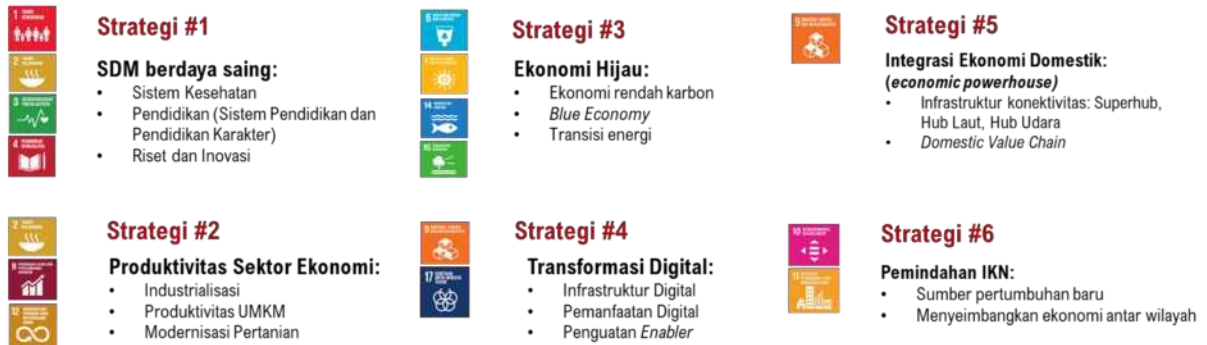 Strategi #1
SDM berdaya saing:
• Sistem Kesehatan
• Pendidikan (Sistem Pendidikan dan
Pendidikan Karakter)
• Riset dan Inovasi
Strategi #3
Ekonomi Hijau:
• Ekonomi rendah karbon
• Blue Economy
• Transisi energi
Strategi #5
Integrasi Ekonomi Domestik:
(economic powerhouse)
• Infrastruktur konektivitas: Superhub,
Hub Laut, Hub Udara
• Domestic Value Chain
Strategi #2
Produktivitas Sektor Ekonomi:
• Industrialisasi
• Produktivitas UMKM
• Modernisasi Pertanian
Strategi #4
Transformasi Digital:
• Infrastruktur Digital
• Pemanfaatan Digital
• Penguatan Enabler
Strategi #6
Pemindahan IKN:
• Sumber pertumbuhan baru
• Menyeimbangkan ekonomi antar wilayah